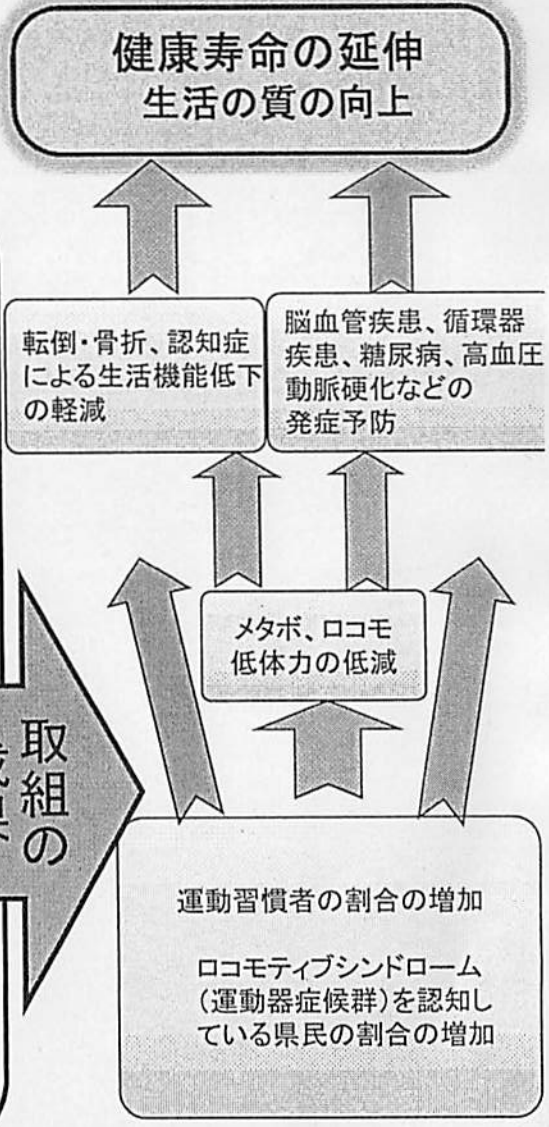 健康寿命の延伸
生活の質の向上
転倒・骨折、認知症
による生活機能低下
の軽減
脳血管疾患、循環器
疾患、糖尿病、高血圧
動脈硬化などの
発症予防
メタボ、ロコモ
低体力の低減
取組の
運動習慣者の割合の増加
ロコモティブシンドローム
(運動器症候群)を認知し
ている県民の割合の増加